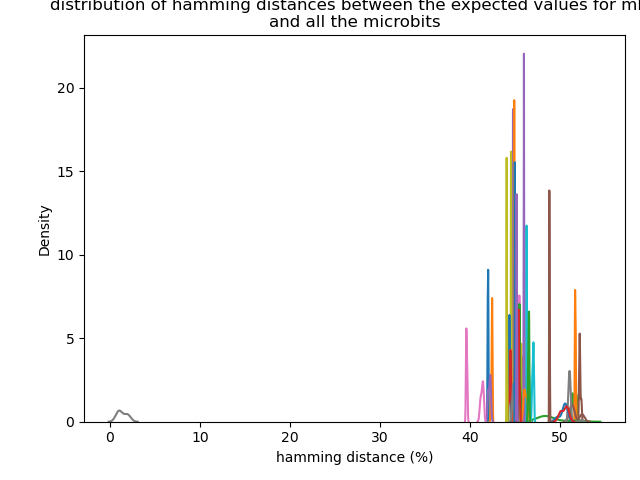 distribution of hamming distances between the expected values for
and all the microbits
20
15
10
5
0
Density
0 10 20 30 40 50
hamming distance (%)